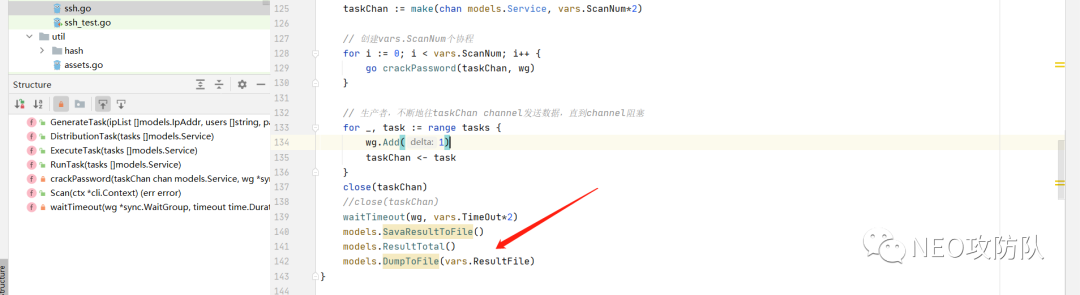 ssh.go
ssh_test.go
util
hash
assets.go
Structure
GenerateTask(ipList []models.IpAddr, users []string, pa
DistributionTask(tasks []models.Service)
ExecuteTask(tasks []models.Service)
RunTask(tasks []models.Service)
crackPassword(taskChan chan models.Service, wg *syn
Scan(ctx *cli.Context) (err error)
waitTimeout(wg *sync.WaitGroup, timeout time.Durat
Structure
125 taskChan := make(chan models.Service, vars.ScanNum*2)
126
127 // 创建vars.ScanNum个协程
128 for i := 0; i < vars.ScanNum; i++ {
129 go crackPassword(taskChan, wg)
130 }
131
132 // 生产者,不断地往taskChan channel发送数据,直到channel阻塞
133 for _, task := range tasks {
134 wg.Add( delta: 1)
135 taskChan <- task
136 }
137 close(taskChan)
138 //close(taskChan)
139 waitTimeout(wg, vars.TimeOut*2)
140 models.SavaResultToFile()
141 models.ResultTotal()
142 models.DumpToFile(vars.ResultFile)
143 }
144
NEO攻防队